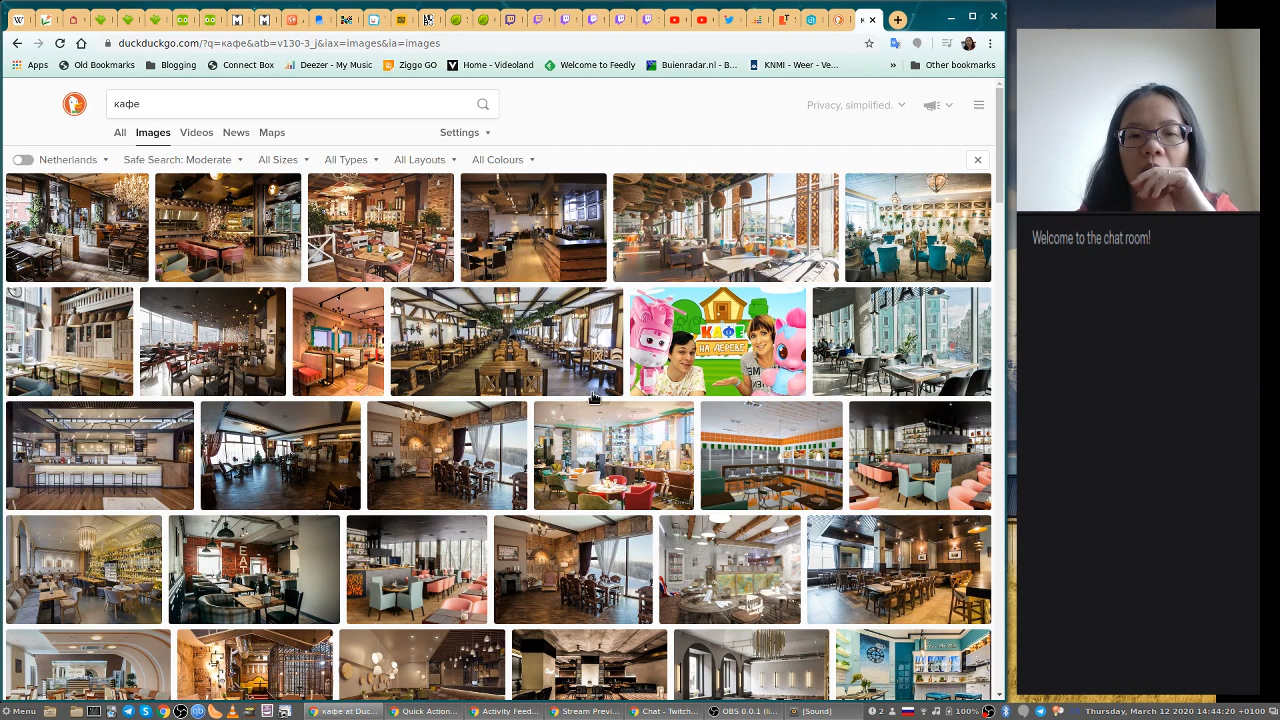 duckduckgo.com/?q=кафе&atb=v130-3_j&iax=images&ia=images
Apps
Old Bookmarks
Blogging
Connect Box
Deezer - My Music
Ziggo GO
Home - Videoland
Welcome to Feedly
Buienradar.nl - B...
KNMI - Weer - Ve...
»
Other bookmarks
кафе
Privacy, simplified.
All
Images
Videos
News
Maps
Settings
Netherlands
Safe Search: Moderate
All Sizes
All Types
All Layouts
All Colours
Welcome to the chat room!
КАФЕ
НА ДЕРЕВЕ
EAT
Menu
кафе at Duc...
Quick Action...
Activity Feed...
Stream Previ...
Chat - Twitch...
OBS 0.0.1 (li...
[Sound]
2
100%
Thursday, March 12 2020 14:44:20 +0100